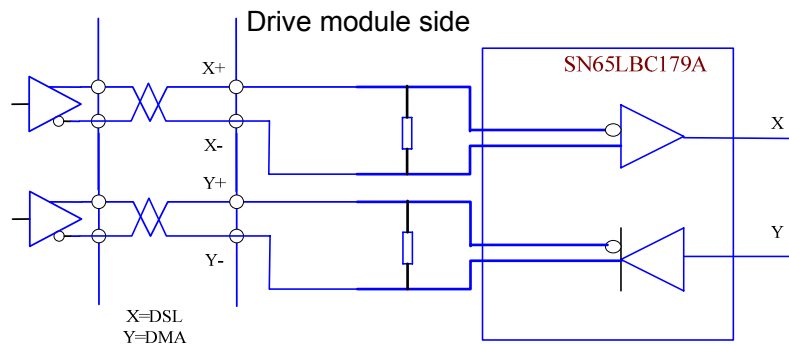 Drive module side
SN65LBC179A
X+
X-
X
Y+
Y-
Y
X=DSL
Y=DMA